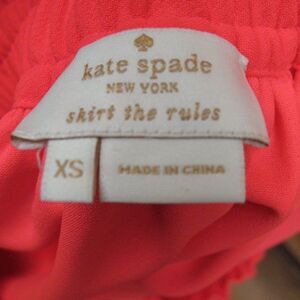 kate spade
NEW YORK
skirt the rules
XS
MADE IN CHINA